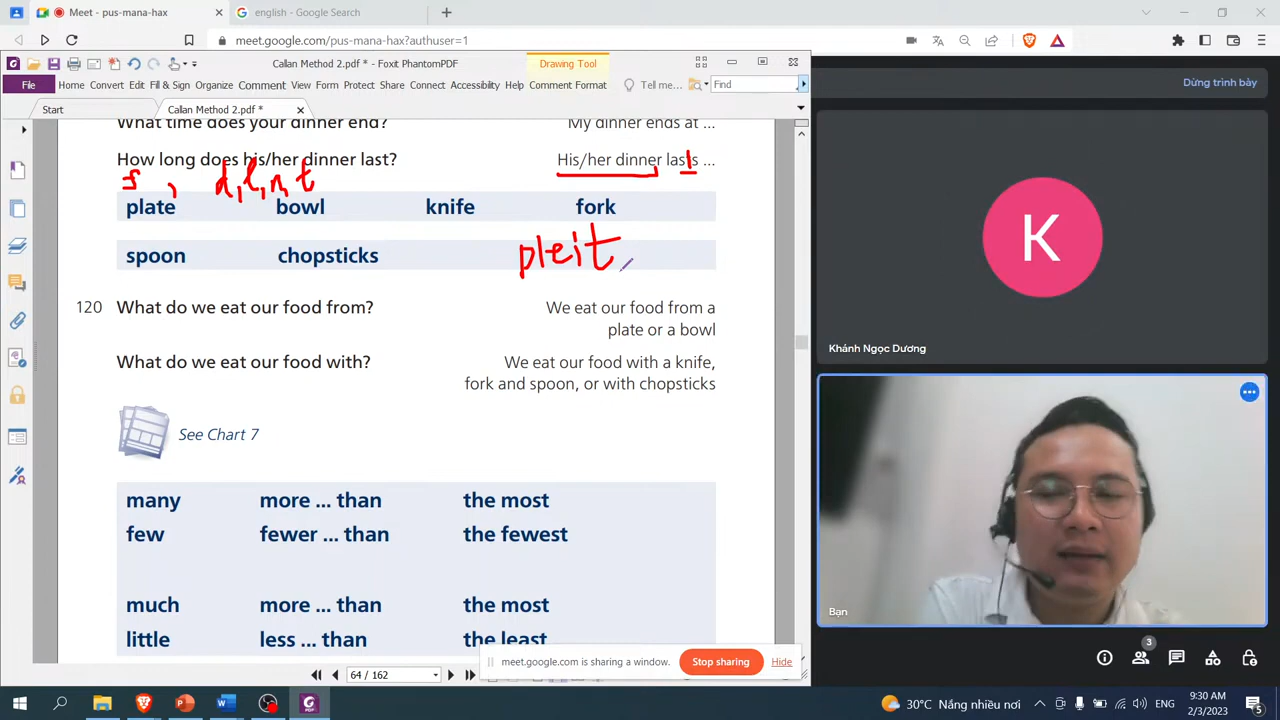 Meet - pus-mana-hax
english - Google Search
meet.google.com/pus-mana-hax?authuser=1
Callan Method 2.pdf * - Foxit PhantomPDF
Drawing Tool
File Home Convert Edit Fill & Sign Organize Comment View Form Protect Share Connect Accessibility Help Comment Format Tell me... Find
Start Callan Method 2.pdf *
What time does your dinner end? My dinner ends at ...
How long does his/her dinner last? His/her dinner lasts ...
s , d, l, n, t
plate bowl knife fork
spoon chopsticks
pleit
120 What do we eat our food from? We eat our food from a
plate or a bowl
What do we eat our food with? We eat our food with a knife,
fork and spoon, or with chopsticks
See Chart 7
many more ... than the most
few fewer ... than the fewest
much more ... than the most
little less ... than the least
meet.google.com is sharing a window. Stop sharing Hide
64 / 162
Dừng trình bày
K
Khánh Ngọc Dương
Bạn
3
30°C Nắng nhiều nơi
ENG
9:30 AM
2/3/2023
5